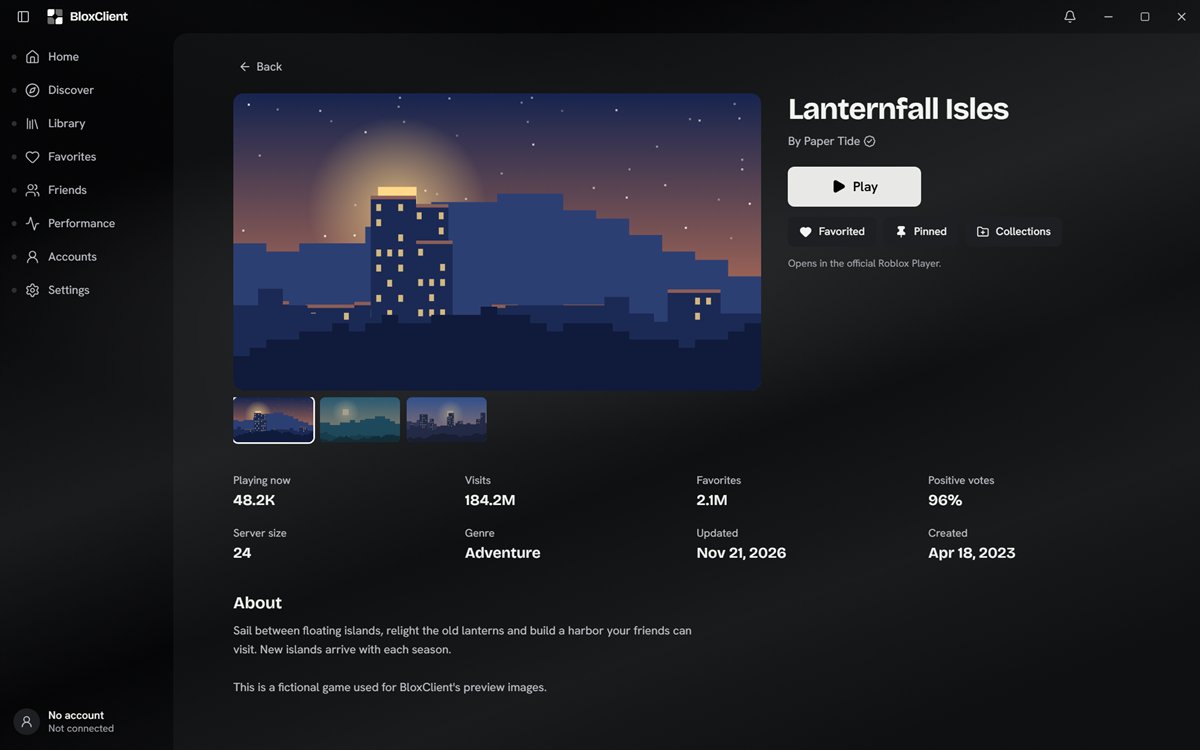 BloxClient
Home
Discover
Library
Favorites
Friends
Performance
Accounts
Settings
Back
Lanternfall Isles
By Paper Tide
Play
Favorited
Pinned
Collections
Opens in the official Roblox Player.
Playing now
48.2K
Visits
184.2M
Favorites
2.1M
Positive votes
96%
Server size
24
Genre
Adventure
Updated
Nov 21, 2026
Created
Apr 18, 2023
About
Sail between floating islands, relight the old lanterns and build a harbor your friends can
visit. New islands arrive with each season.
This is a fictional game used for BloxClient's preview images.
No account
Not connected